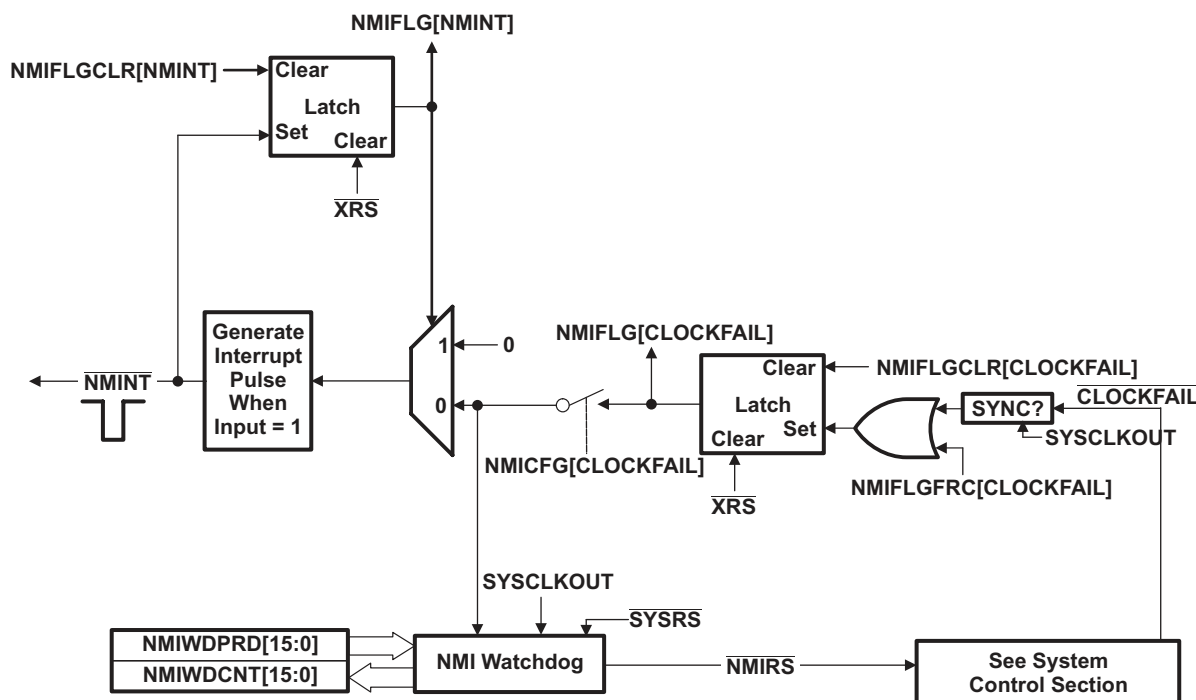 NMIFLG[NMINT]
NMIFLGCLR[NMINT]
Clear
Latch
Set
Clear
XRS
Generate
Interrupt
Pulse
When
Input = 1
NMINT
1
0
0
NMIFLG[CLOCKFAIL]
NMICFG[CLOCKFAIL]
Clear
Latch
Set
Clear
XRS
NMIFLGCLR[CLOCKFAIL]
CLOCKFAIL
SYNC?
SYSCLKOUT
NMIFLGFRC[CLOCKFAIL]
SYSCLKOUT
SYSRS
NMIWDPRD[15:0]
NMIWDCNT[15:0]
NMI Watchdog
NMIRS
See System
Control Section